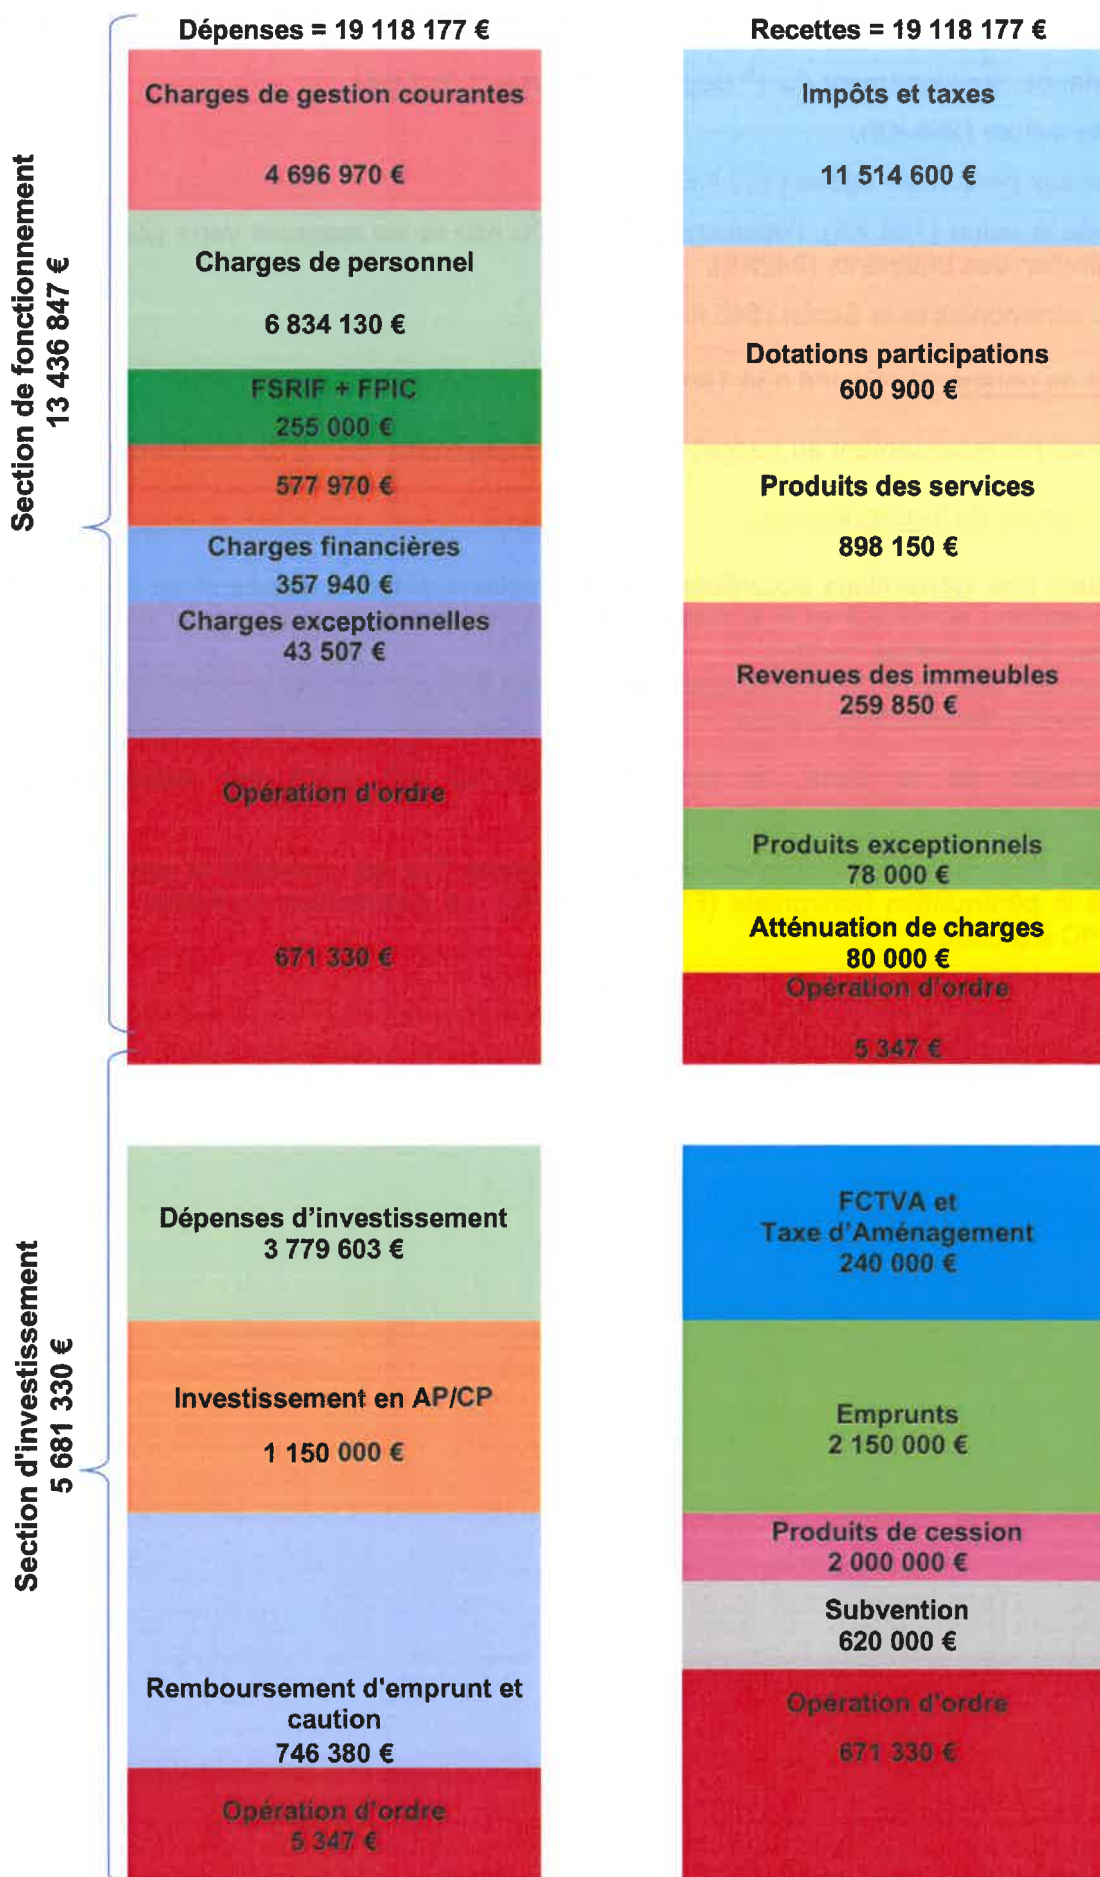 Dépenses = 19 118 177 €
Charges de gestion courantes
4 696 970 €
Charges de personnel
6 834 130 €
FSRIF + FPIC
255 000 €
577 970 €
Charges financières
357 940 €
Charges exceptionnelles
43 507 €
Opération d'ordre
671 330 €
Recettes = 19 118 177 €
Impôts et taxes
11 514 600 €
Dotations participations
600 900 €
Produits des services
898 150 €
Revenues des immeubles
259 850 €
Produits exceptionnels
78 000 €
Atténuation de charges
80 000 €
Opération d'ordre
5 347 €
Section de fonctionnement
13 436 847 €
Dépenses d'investissement
3 779 603 €
Investissement en AP/CP
1 150 000 €
Remboursement d'emprunt et
caution
746 380 €
Opération d'ordre
5 347 €
FCTVA et
Taxe d'Aménagement
240 000 €
Emprunts
2 150 000 €
Produits de cession
2 000 000 €
Subvention
620 000 €
Opération d'ordre
671 330 €
Section d'investissement
5 681 330 €